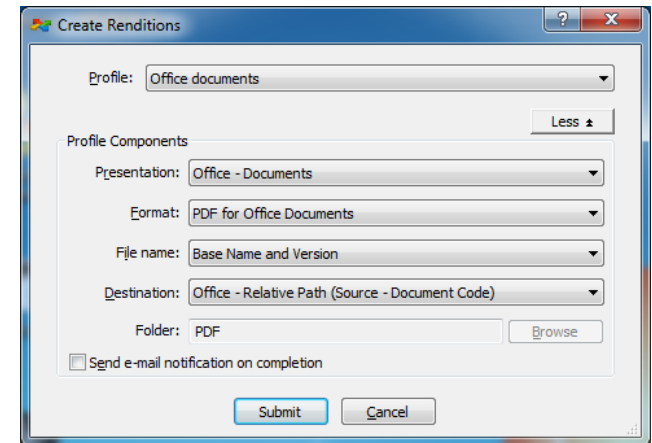 Create Renditions
?
X
Profile: Office documents
Less
Profile Components
Presentation: Office - Documents
Format: PDF for Office Documents
File name: Base Name and Version
Destination: Office - Relative Path (Source - Document Code)
Folder: PDF Browse
Send e-mail notification on completion
Submit Cancel